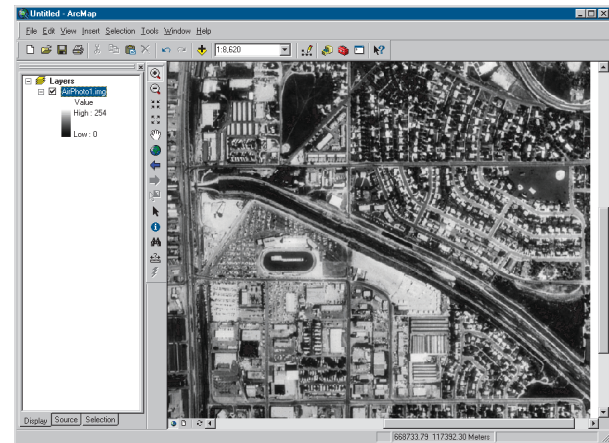 Untitled - ArcMap
File Edit View Insert Selection Tools Window Help
1:8,620
Layers
AirPhoto1.img
Value
High : 254
Low : 0
Display Source Selection
668733.79 117392.30 Meters